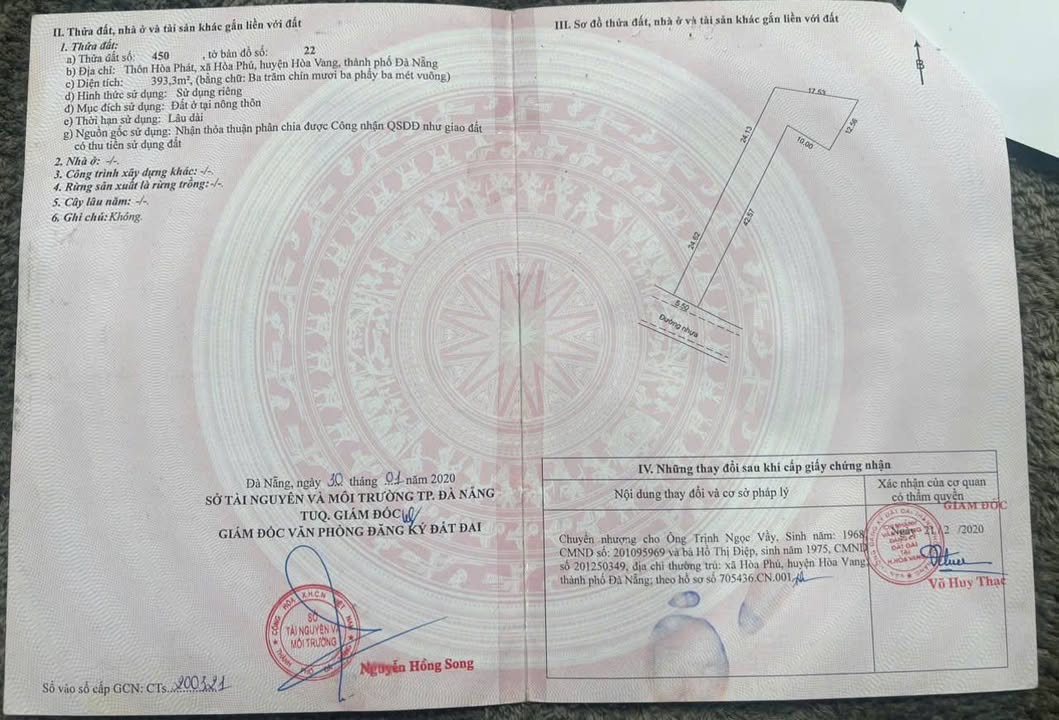 II. Thửa đất, nhà ở và tài sản khác gắn liền với đất
1. Thửa đất:
a) Thửa đất số: 450 , tờ bản đồ số: 22
b) Địa chỉ: Thôn Hòa Phát, xã Hòa Phú, huyện Hòa Vang, thành phố Đà Nẵng
c) Diện tích: 393,3m², (bằng chữ: Ba trăm chín mươi ba phẩy ba mét vuông)
d) Hình thức sử dụng: Sử dụng riêng
đ) Mục đích sử dụng: Đất ở tại nông thôn
e) Thời hạn sử dụng: Lâu dài
g) Nguồn gốc sử dụng: Nhận thỏa thuận phân chia được Công nhận QSDĐ như giao đất
có thu tiền sử dụng đất
2. Nhà ở: -/-.
3. Công trình xây dựng khác: -/-.
4. Rừng sản xuất là rừng trồng: -/-.
5. Cây lâu năm: -/-.
6. Ghi chú: Không.
Đà Nẵng, ngày 30 tháng 01 năm 2020
SỞ TÀI NGUYÊN VÀ MÔI TRƯỜNG TP. ĐÀ NẴNG
TUQ. GIÁM ĐỐC
GIÁM ĐỐC VĂN PHÒNG ĐĂNG KÝ ĐẤT ĐAI
SỞ
TÀI NGUYÊN VÀ
MÔI TRƯỜNG
Nguyễn Hồng Song
Số vào sổ cấp GCN: CTs 200321
III. Sơ đồ thửa đất, nhà ở và tài sản khác gắn liền với đất
B
17.53
24.13
12.56
10.00
42.57
24.62
5.50
Đường nhựa
IV. Những thay đổi sau khi cấp giấy chứng nhận
Nội dung thay đổi và cơ sở pháp lý
Xác nhận của cơ quan
có thẩm quyền
GIÁM ĐỐC
Chuyển nhượng cho Ông Trịnh Ngọc Vẫy, Sinh năm: 1968,
CMND số: 201095969 và bà Hồ Thị Điệp, sinh năm 1975, CMND
số 201250349, địa chỉ thường trú: xã Hòa Phú, huyện Hòa Vang,
thành phố Đà Nẵng; theo hồ sơ số 705436.CN.001
Ngày 21/ 2 /2020
Võ Huy Thạc